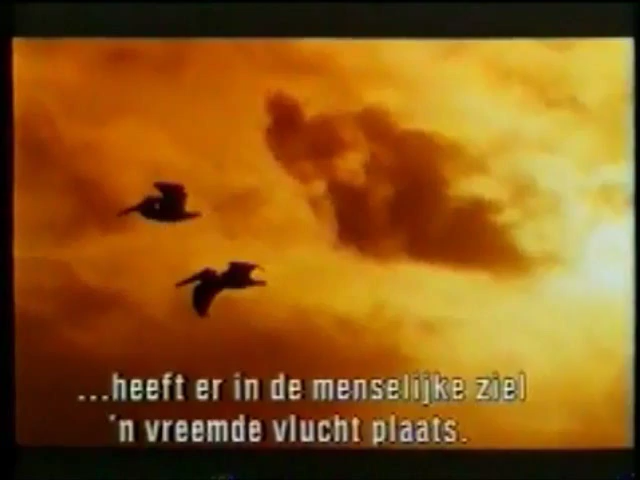 ...heeft er in de menselijke ziel
'n vreemde vlucht plaats.